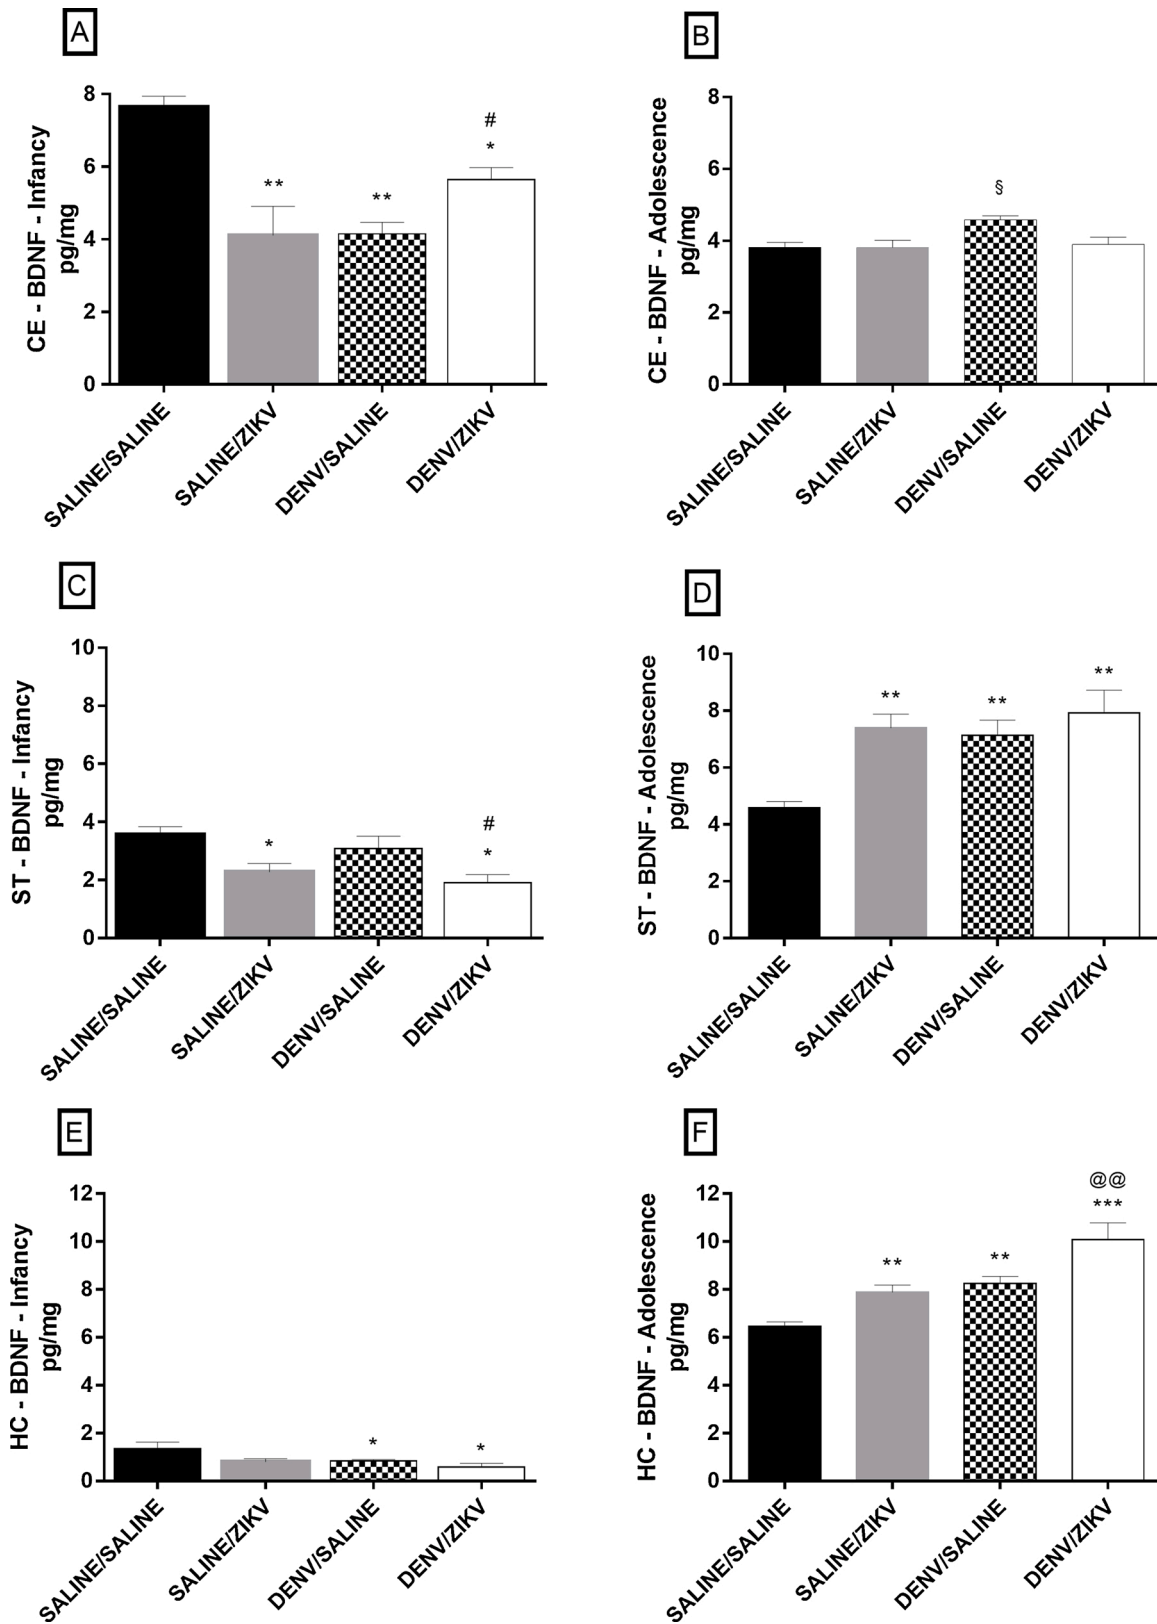 A
CE - BDNF - Infancy
pg/mg
8
6
4
2
0
**
**
#
*
SALINE/SALINE
SALINE/ZIKV
DENV/SALINE
DENV/ZIKV
B
CE - BDNF - Adolescence
pg/mg
8
6
4
2
0
§
SALINE/SALINE
SALINE/ZIKV
DENV/SALINE
DENV/ZIKV
C
ST - BDNF - Infancy
pg/mg
10
8
6
4
2
0
*
#
*
SALINE/SALINE
SALINE/ZIKV
DENV/SALINE
DENV/ZIKV
D
ST - BDNF - Adolescence
pg/mg
10
8
6
4
2
0
**
**
**
SALINE/SALINE
SALINE/ZIKV
DENV/SALINE
DENV/ZIKV
E
HC - BDNF - Infancy
pg/mg
12
10
8
6
4
2
0
*
*
SALINE/SALINE
SALINE/ZIKV
DENV/SALINE
DENV/ZIKV
F
HC - BDNF - Adolescence
pg/mg
12
10
8
6
4
2
0
**
**
@@
***
SALINE/SALINE
SALINE/ZIKV
DENV/SALINE
DENV/ZIKV